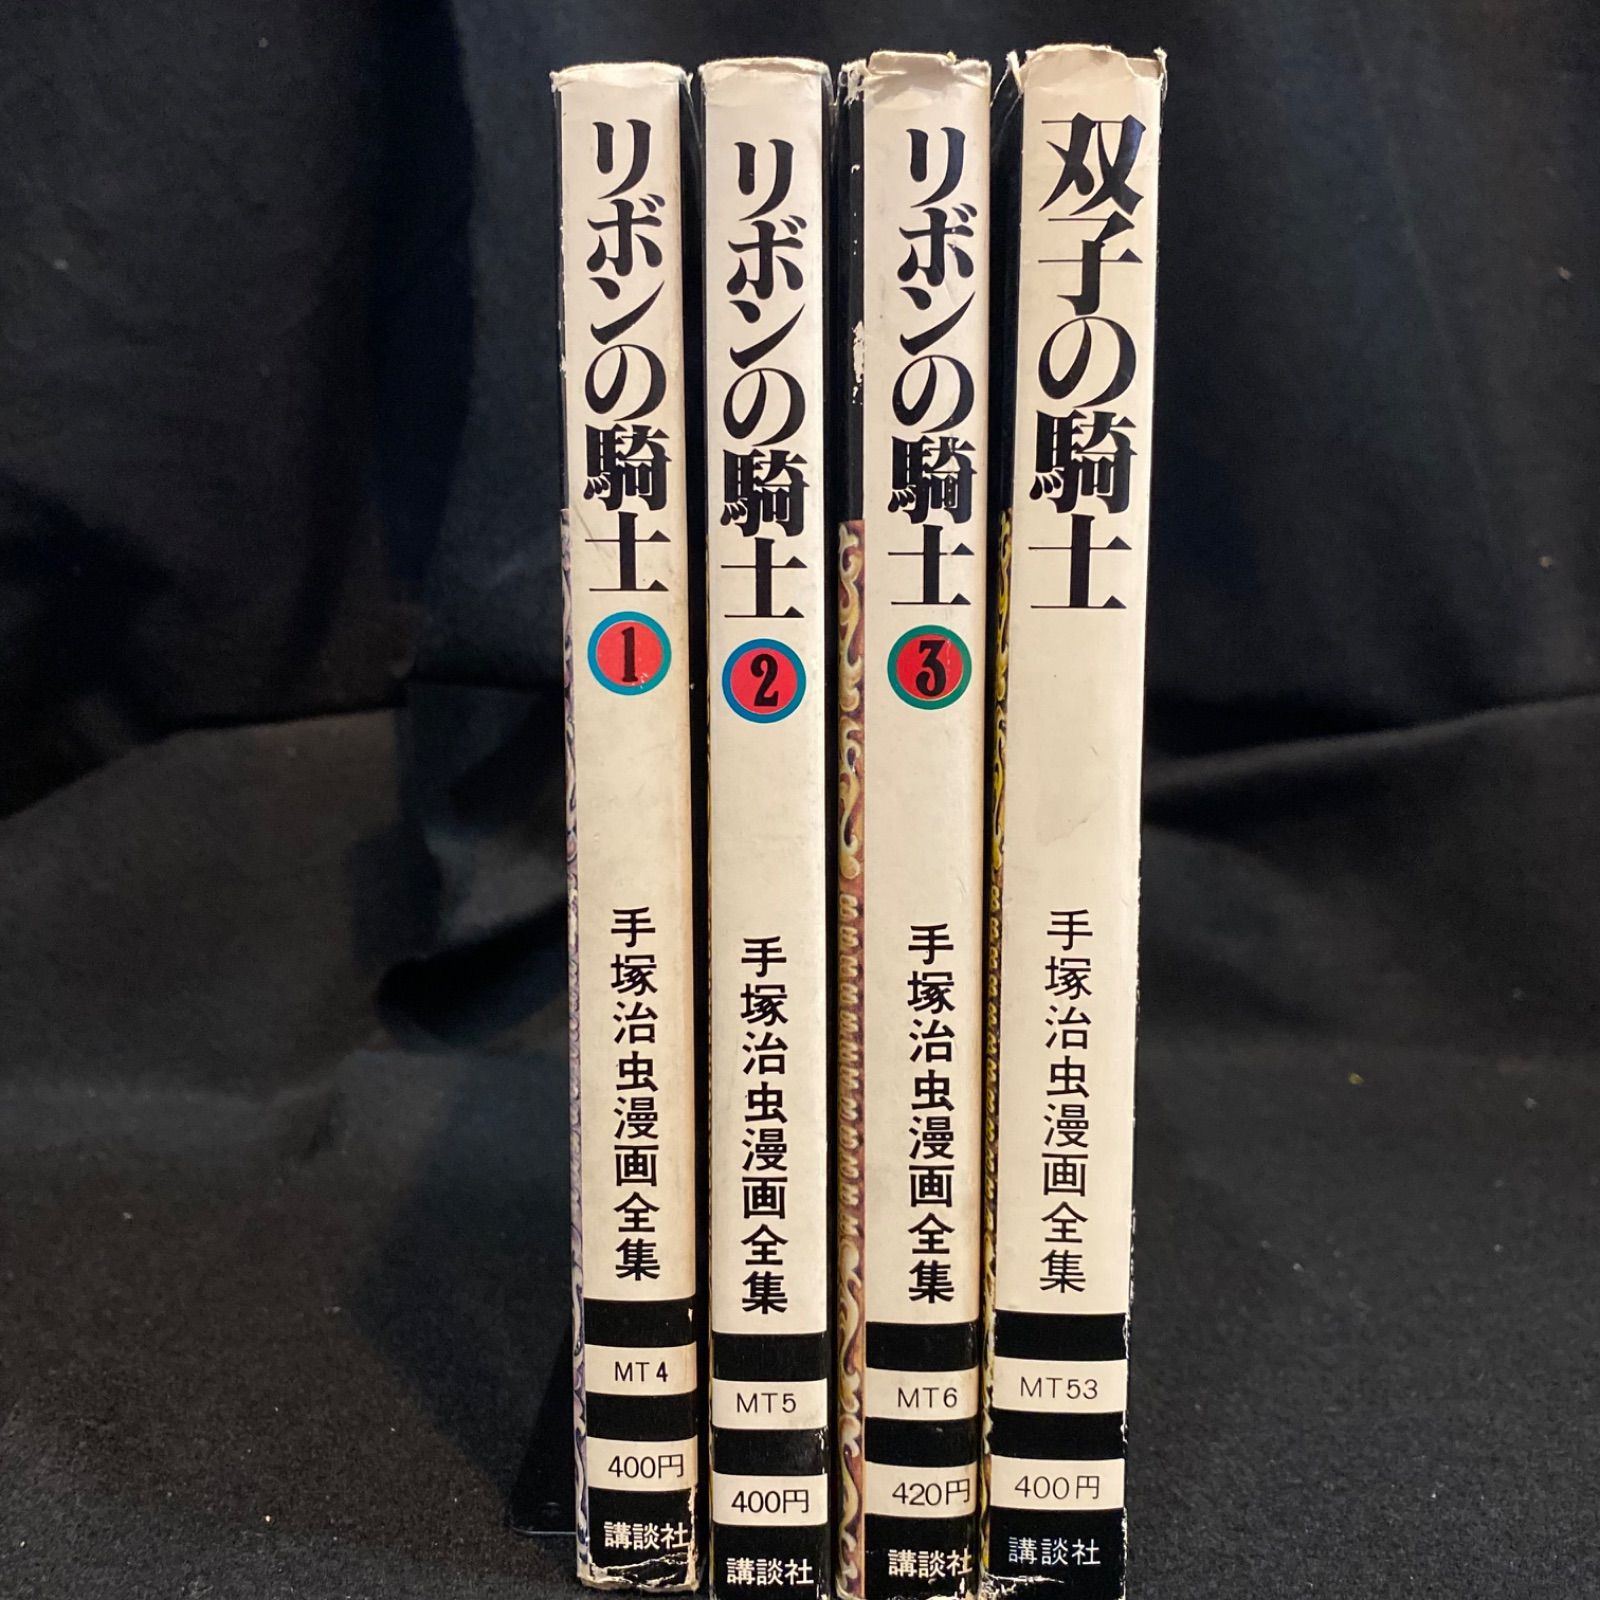 リボンの騎士
1
手塚治虫漫画全集
MT4
400円
講談社
リボンの騎士
2
手塚治虫漫画全集
MT5
400円
講談社
リボンの騎士
3
手塚治虫漫画全集
MT6
420円
講談社
双子の騎士
手塚治虫漫画全集
MT53
400円
講談社